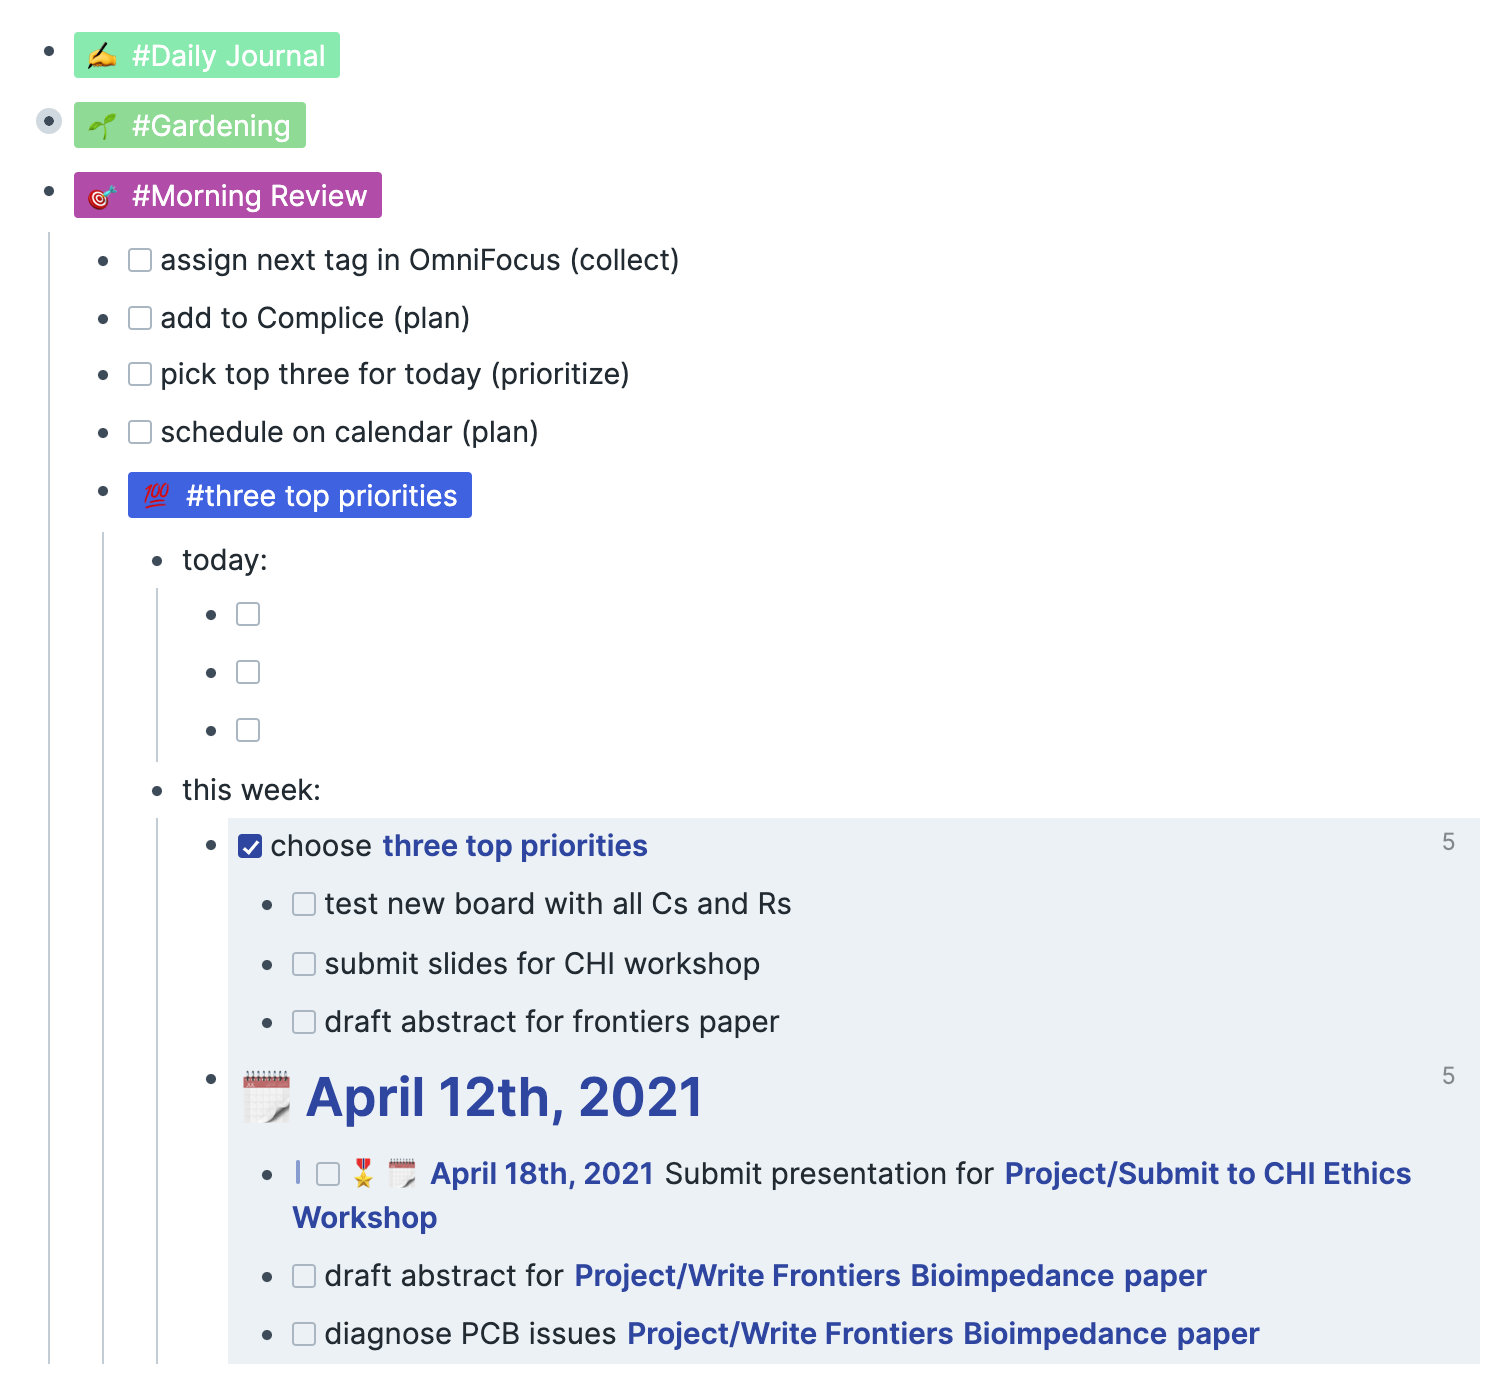 ✍️ #Daily Journal
🌱 #Gardening
🎯 #Morning Review
assign next tag in OmniFocus (collect)
add to Complice (plan)
pick top three for today (prioritize)
schedule on calendar (plan)
💯 #three top priorities
today:
this week:
choose three top priorities 5
test new board with all Cs and Rs
submit slides for CHI workshop
draft abstract for frontiers paper
🗓️ April 12th, 2021 5
🎖️ 🗓️ April 18th, 2021 Submit presentation for Project/Submit to CHI Ethics
Workshop
draft abstract for Project/Write Frontiers Bioimpedance paper
diagnose PCB issues Project/Write Frontiers Bioimpedance paper